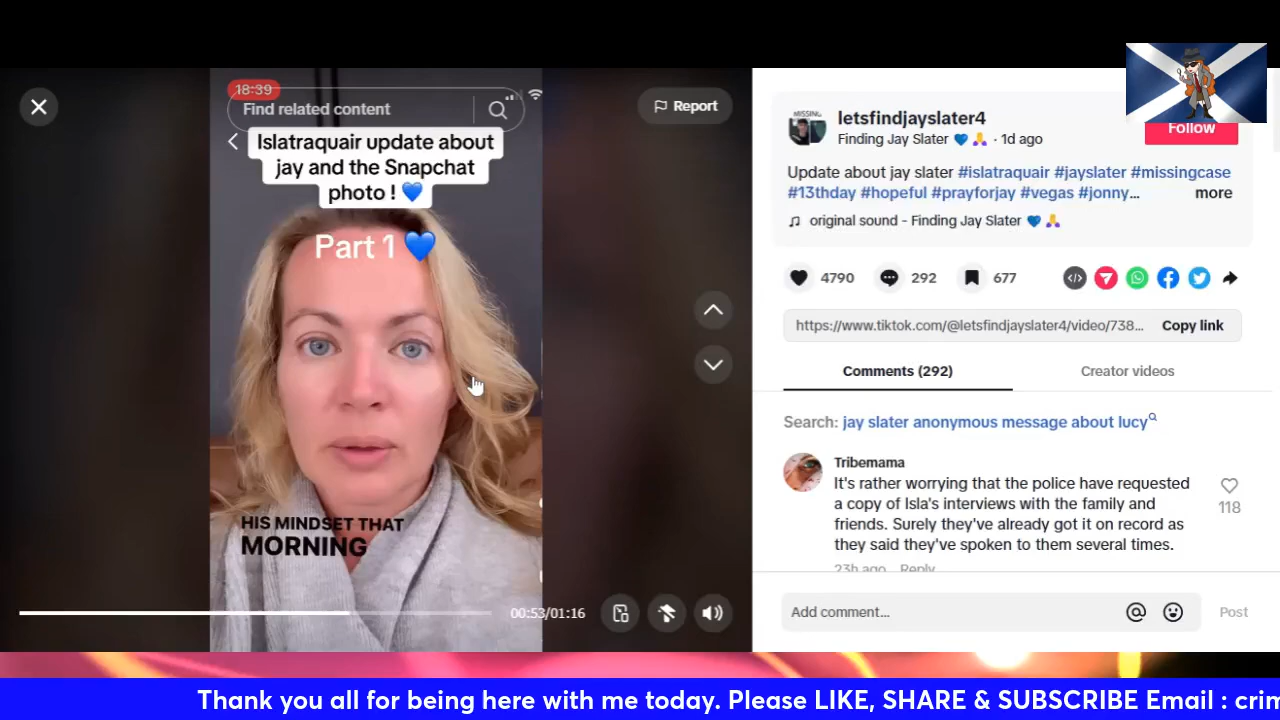 18:39
Find related content
Islatraquair update about
jay and the Snapchat
photo ! 💙
Part 1 💙
HIS MINDSET THAT
MORNING
00:53/01:16
Report
letsfindjayslater4
Finding Jay Slater 💙 🙏 · 1d ago
Follow
Update about jay slater #islatraquair #jayslater #missingcase
#13thday #hopeful #prayforjay #vegas #jonny...
more
original sound - Finding Jay Slater 💙 🙏
4790
292
677
https://www.tiktok.com/@letsfindjayslater4/video/738...
Copy link
Comments (292)
Creator videos
Search: jay slater anonymous message about lucy
Tribemama
It's rather worrying that the police have requested
a copy of Isla's interviews with the family and
friends. Surely they've already got it on record as
they said they've spoken to them several times.
118
23h ago Reply
Add comment...
Post
Thank you all for being here with me today. Please LIKE, SHARE & SUBSCRIBE Email : crin